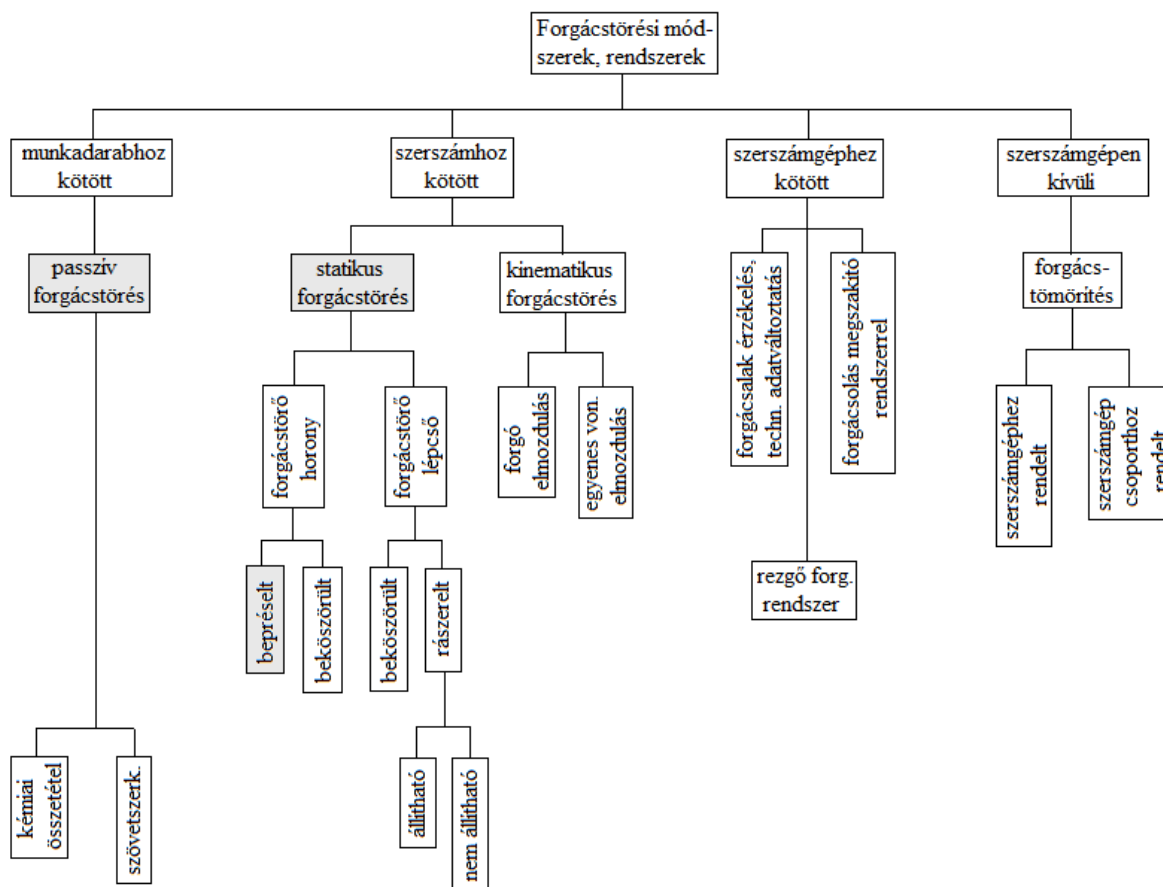 Forgácstörési mód-
szerek, rendszerek
munkadarabhoz
kötött
szerszámhoz
kötött
szerszámgéphez
kötött
szerszámgépen
kívüli
passzív
forgácstörés
statikus
forgácstörés
kinematikus
forgácstörés
forgácsalak érzékelés,
techn. adatváltoztatás
forgácsolás megszakító
rendszerrel
forgács-
tömörítés
forgácstörő
horony
forgácstörő
lépcső
forgó
elmozdulás
egyenes von.
elmozdulás
szerszámgéphez
rendelt
szerszámgép
csoporthoz
rendelt
bepréselt
beköszörült
beköszörült
rászerelt
rezgő forg.
rendszer
kémiai
összetétel
szövetszerk.
állítható
nem állítható